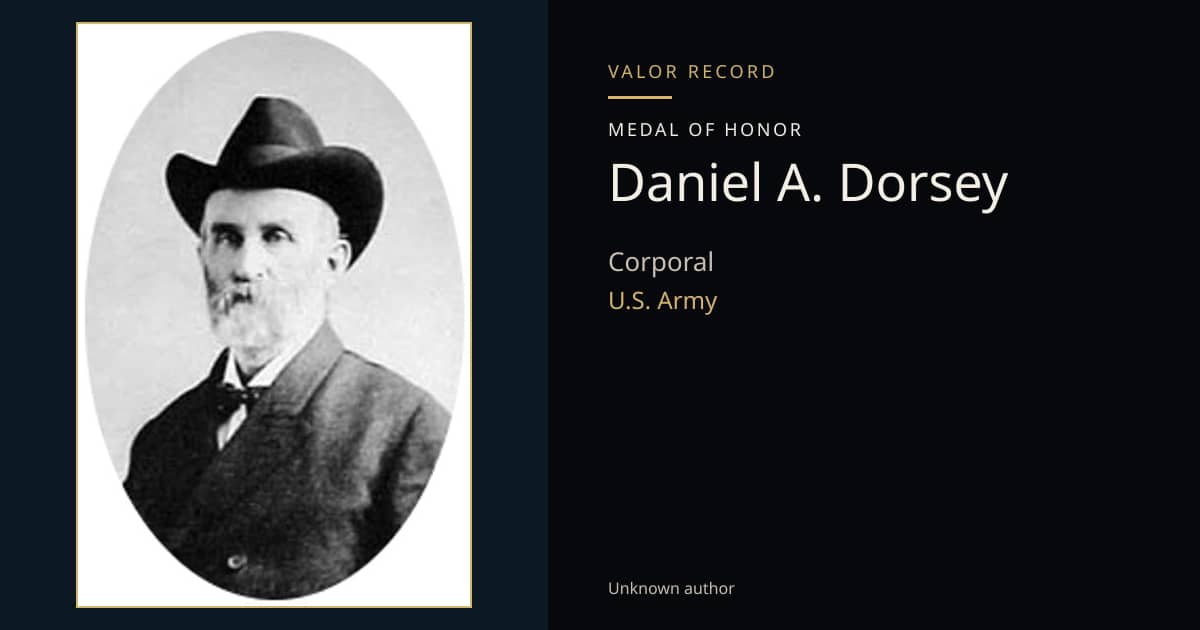 VALOR RECORD
MEDAL OF HONOR
Daniel A. Dorsey
Corporal
U.S. Army
Unknown author